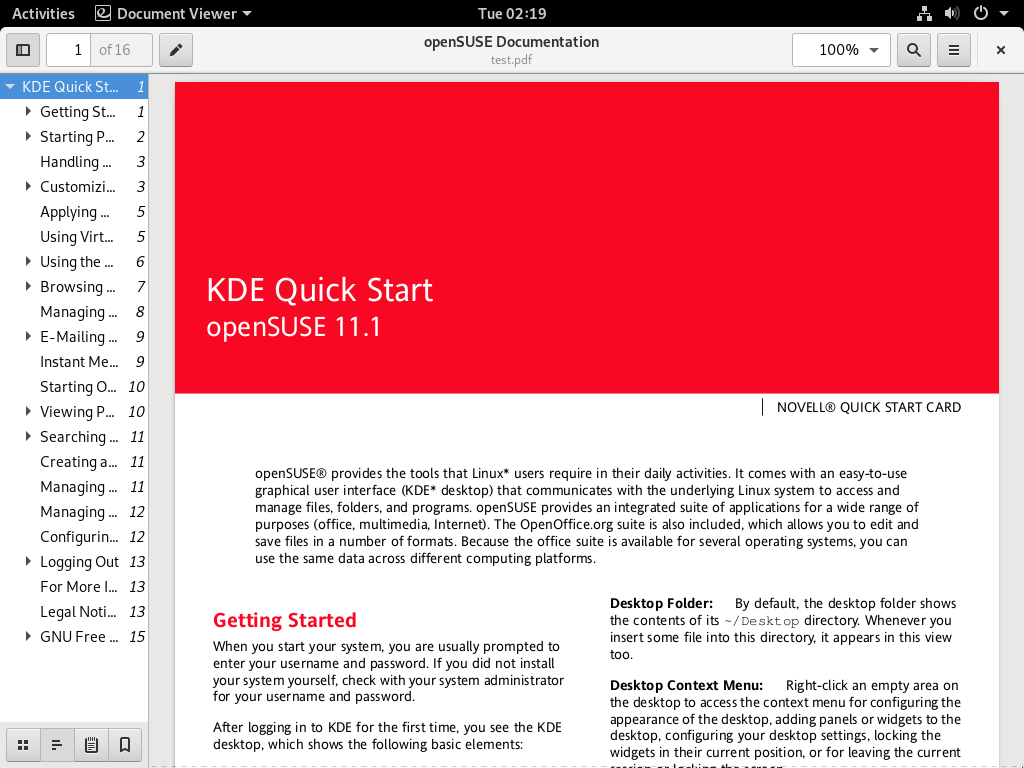 Activities Document Viewer Tue 02:19
1 of 16 openSUSE Documentation 100%
test.pdf
KDE Quick St... 1
Getting St... 1
Starting P... 2
Handling ... 3
Customizi... 3
Applying ... 5
Using Virt... 5
Using the ... 6
Browsing ... 7
Managing ... 8
E-Mailing ... 9
Instant Me... 9
Starting O... 10
Viewing P... 10
Searching ... 11
Creating a... 11
Managing ... 11
Managing ... 12
Configurin... 12
Logging Out 13
For More I... 13
Legal Noti... 13
GNU Free ... 15
KDE Quick Start
openSUSE 11.1
NOVELL® QUICK START CARD
openSUSE® provides the tools that Linux* users require in their daily activities. It comes with an easy-to-use
graphical user interface (KDE* desktop) that communicates with the underlying Linux system to access and
manage files, folders, and programs. openSUSE provides an integrated suite of applications for a wide range of
purposes (office, multimedia, Internet). The OpenOffice.org suite is also included, which allows you to edit and
save files in a number of formats. Because the office suite is available for several operating systems, you can
use the same data across different computing platforms.
Getting Started
When you start your system, you are usually prompted to
enter your username and password. If you did not install
your system yourself, check with your system administrator
for your username and password.
After logging in to KDE for the first time, you see the KDE
desktop, which shows the following basic elements:
Desktop Folder: By default, the desktop folder shows
the contents of its ~/Desktop directory. Whenever you
insert some file into this directory, it appears in this view
too.
Desktop Context Menu: Right-click an empty area on
the desktop to access the context menu for configuring the
appearance of the desktop, adding panels or widgets to the
desktop, configuring your desktop settings, locking the
widgets in their current position, or for leaving the current